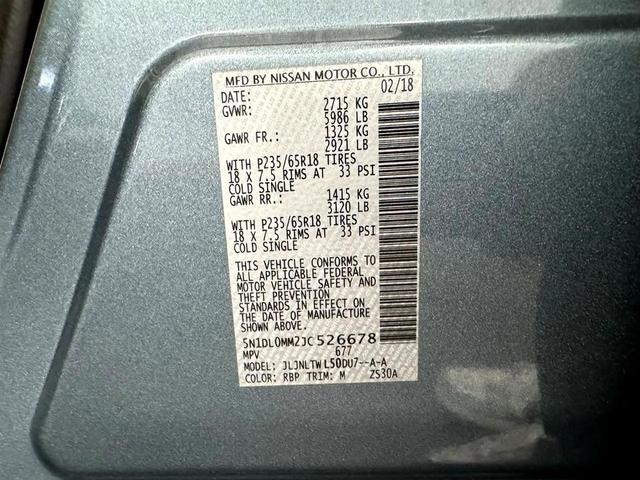 MFD BY NISSAN MOTOR CO., LTD.
DATE: 02/18
GVWR: 2715 KG
5986 LB
GAWR FR.: 1325 KG
2921 LB
WITH P235/65R18 TIRES
18 X 7.5 RIMS AT 33 PSI
COLD SINGLE
GAWR RR.: 1415 KG
3120 LB
WITH P235/65R18 TIRES
18 X 7.5 RIMS AT 33 PSI
COLD SINGLE
THIS VEHICLE CONFORMS TO
ALL APPLICABLE FEDERAL
MOTOR VEHICLE SAFETY AND
THEFT PREVENTION
STANDARDS IN EFFECT ON
THE DATE OF MANUFACTURE
SHOWN ABOVE.
5N1DL0MM2JC526678
MPV 677
MODEL: JLJNLTWL50DU7--A-A
COLOR: RBP TRIM: M ZS30A